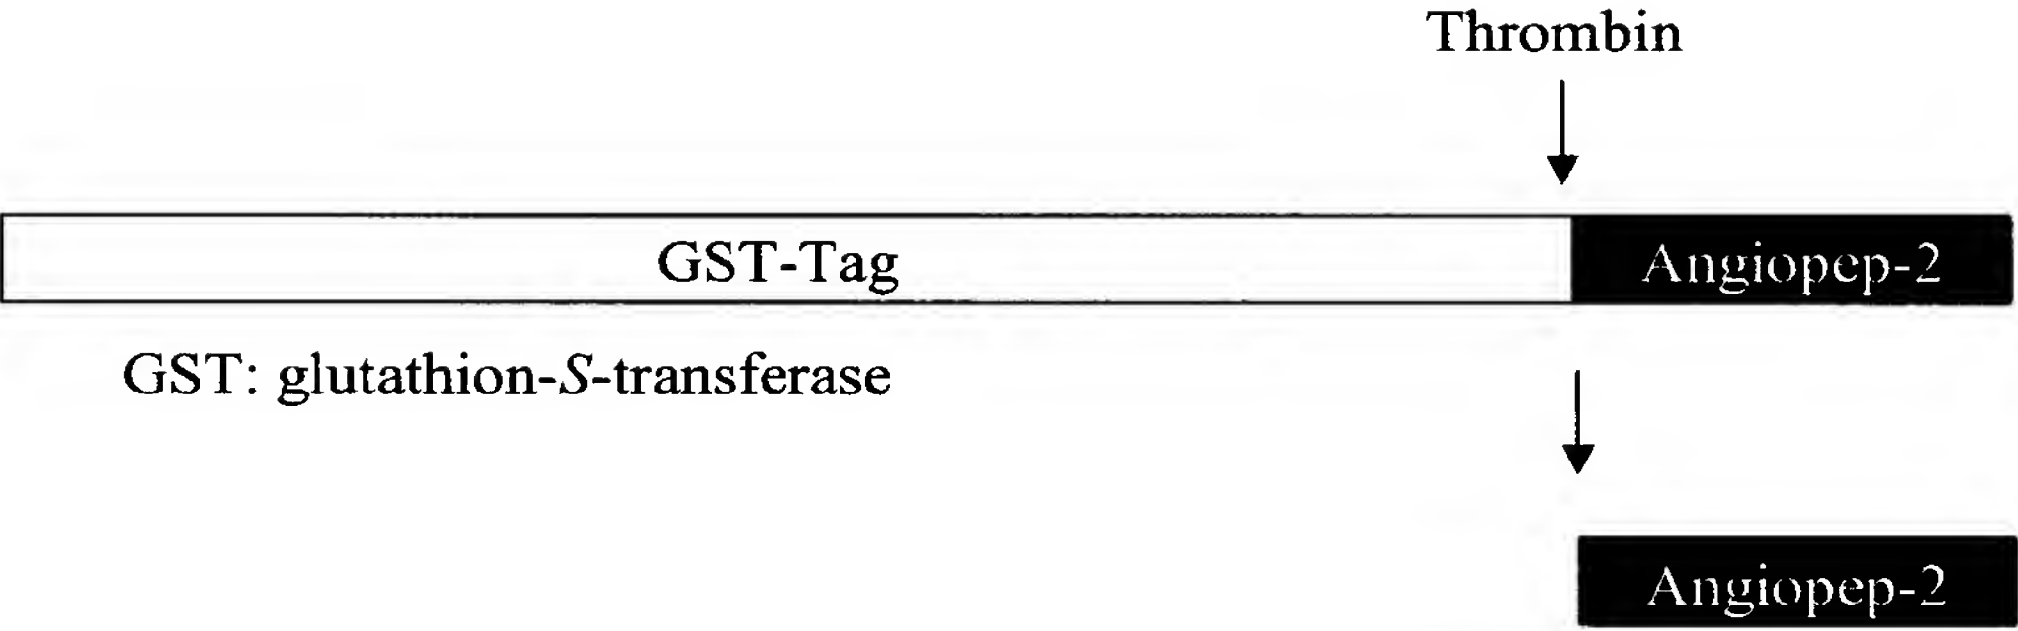 Thrombin
GST-Tag
Angiopep-2
GST: glutathion-S-transferase
Angiopep-2